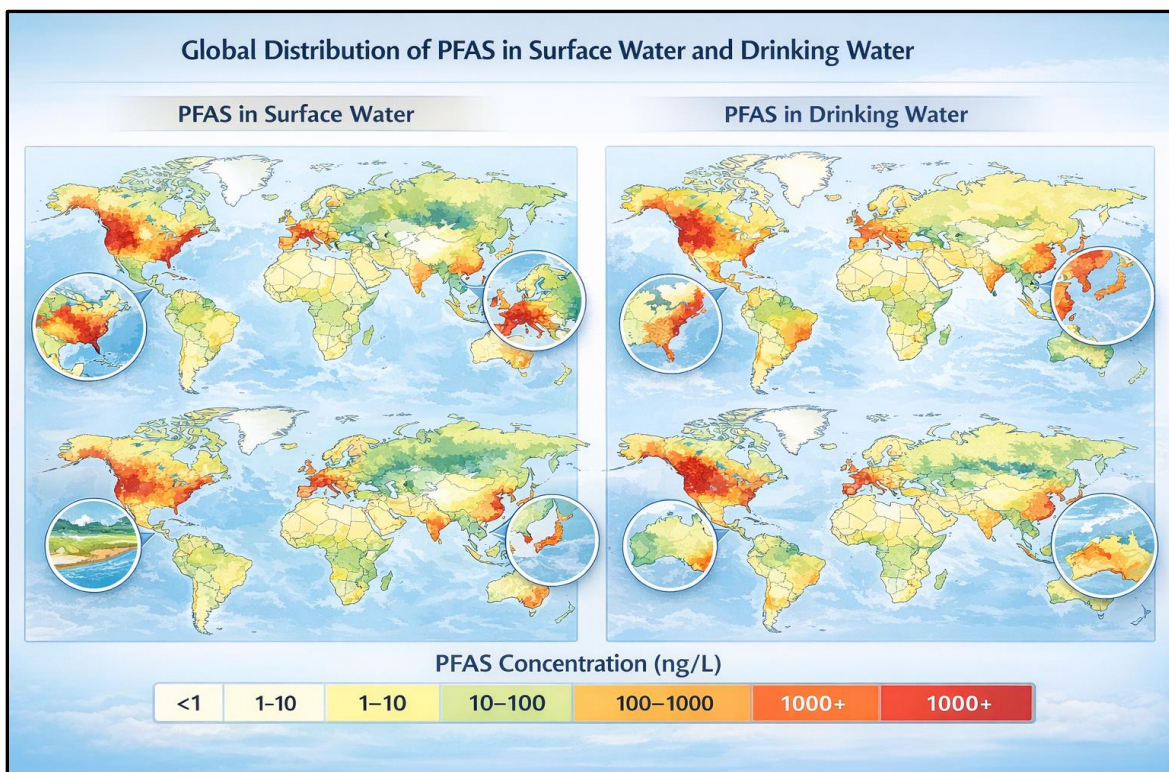 Global Distribution of PFAS in Surface Water and Drinking Water
PFAS in Surface Water
PFAS in Drinking Water
PFAS Concentration (ng/L)
<1
1-10
1–10
10–100
100–1000
1000+
1000+